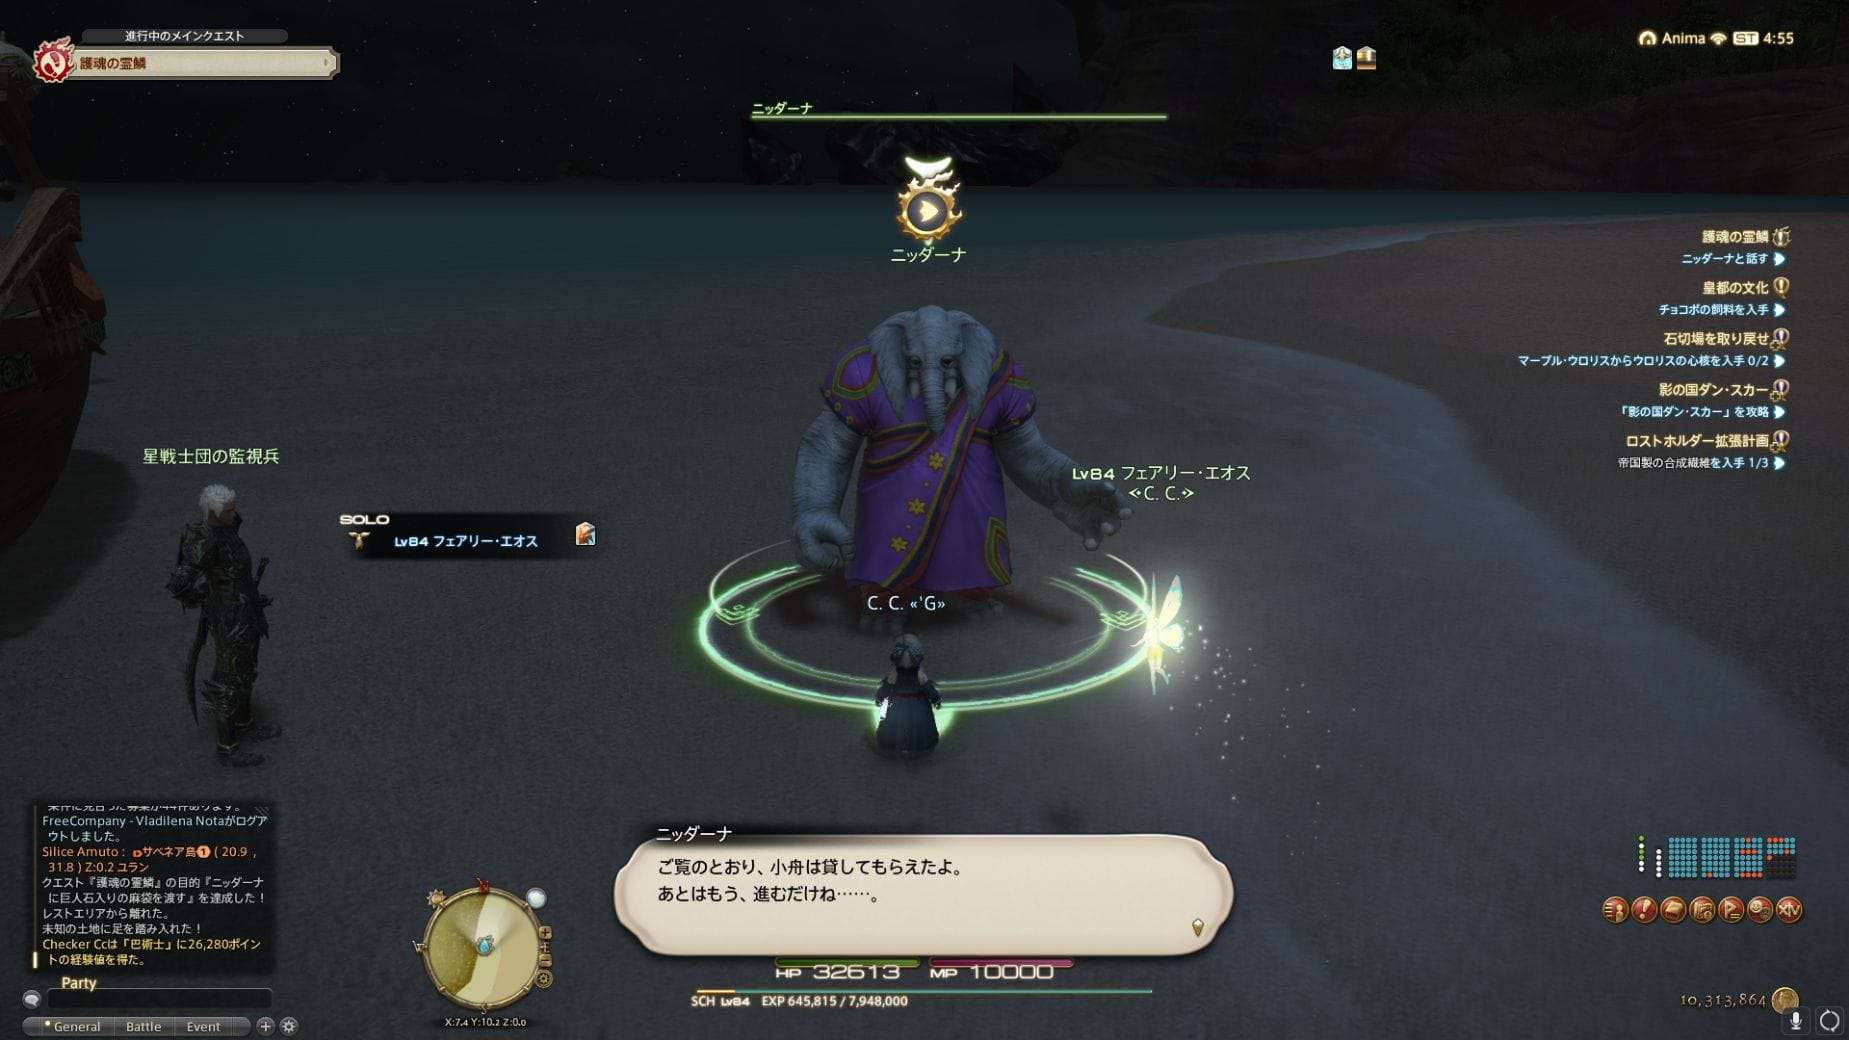 進行中のメインクエスト
護魂の霊鱗
Anima ST 4:55
ニッダーナ
ニッダーナ
護魂の霊鱗
ニッダーナと話す
皇都の文化
チョコボの飼料を入手
石切場を取り戻せ
マーブル・ウロリスからウロリスの心核を入手 0/2
影の国ダン・スカー
「影の国ダン・スカー」を攻略
ロストホルダー拡張計画
帝国製の合成繊維を入手 1/3
星戦士団の監視兵
Lv84 フェアリー・エオス
«C. C.»
SOLO
Lv84 フェアリー・エオス
C. C. «'G»
FreeCompany - Vladilena Notaがログア
ウトしました。
Silice Amuto : サベネア島1 ( 20.9 ,
31.8 ) Z:0.2 ユラン
クエスト『護魂の霊鱗』の目的『ニッダーナ
に巨人石入りの麻袋を渡す』を達成した！
レストエリアから離れた。
未知の土地に足を踏み入れた！
Checker Ccは「巴術士」に26,280ポイン
トの経験値を得た。
Party
General Battle Event
X:7.4 Y:10.2 Z:0.0
ニッダーナ
ご覧のとおり、小舟は貸してもらえたよ。
あとはもう、進むだけね……。
HP 32613 MP 10000
SCH Lv84 EXP 645,815 / 7,948,000
10,313,864